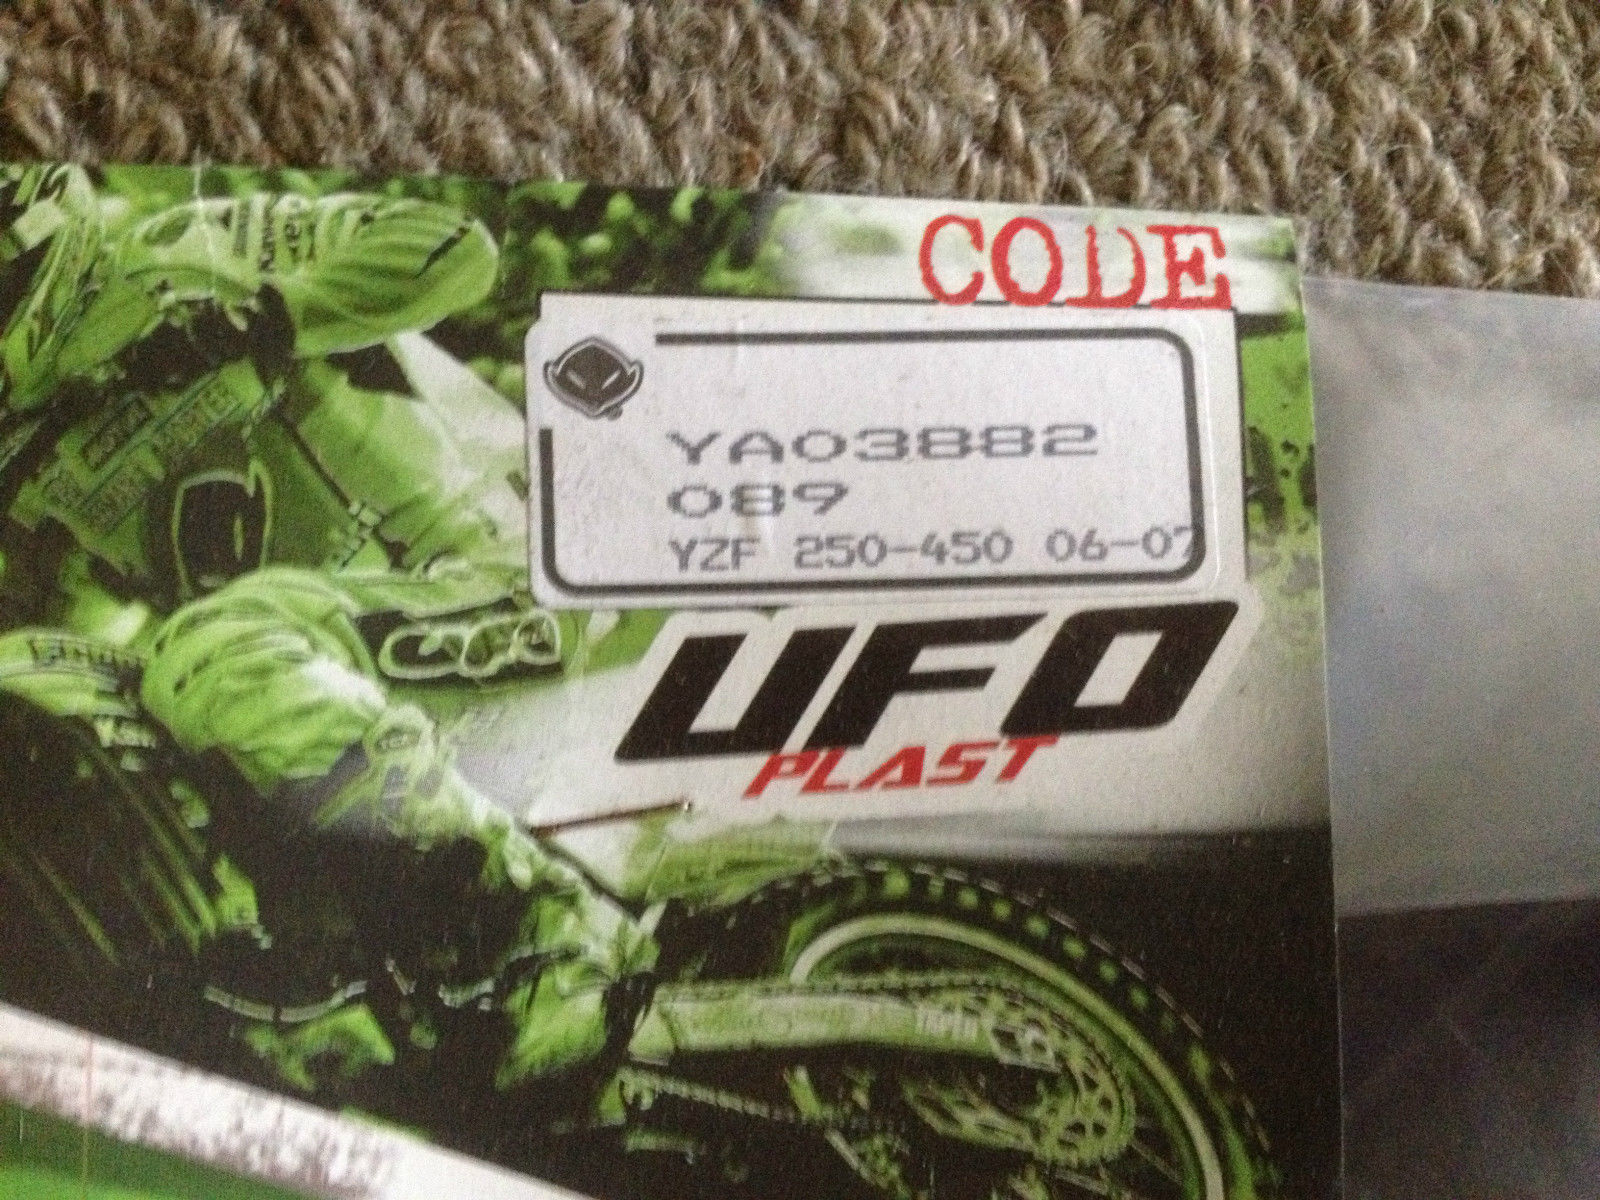 CODE
YA03882
089
YZF 250-450 06-07
UFO
PLAST